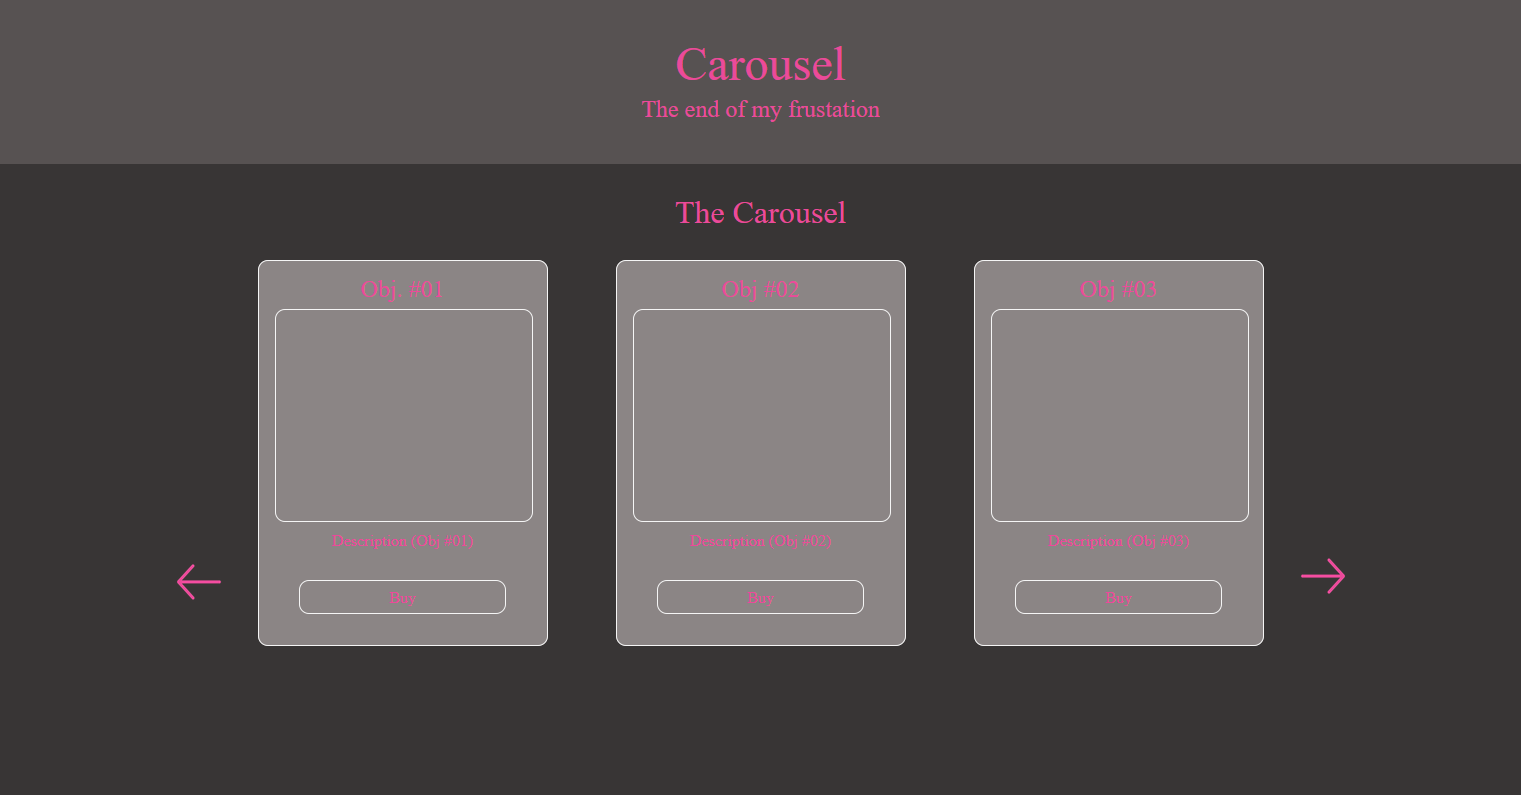 Carousel
The end of my frustation
The Carousel
Obj. #01
Obj #02
Obj #03
Description (Obj #01)
Description (Obj #02)
Description (Obj #03)
Buy
Buy
Buy